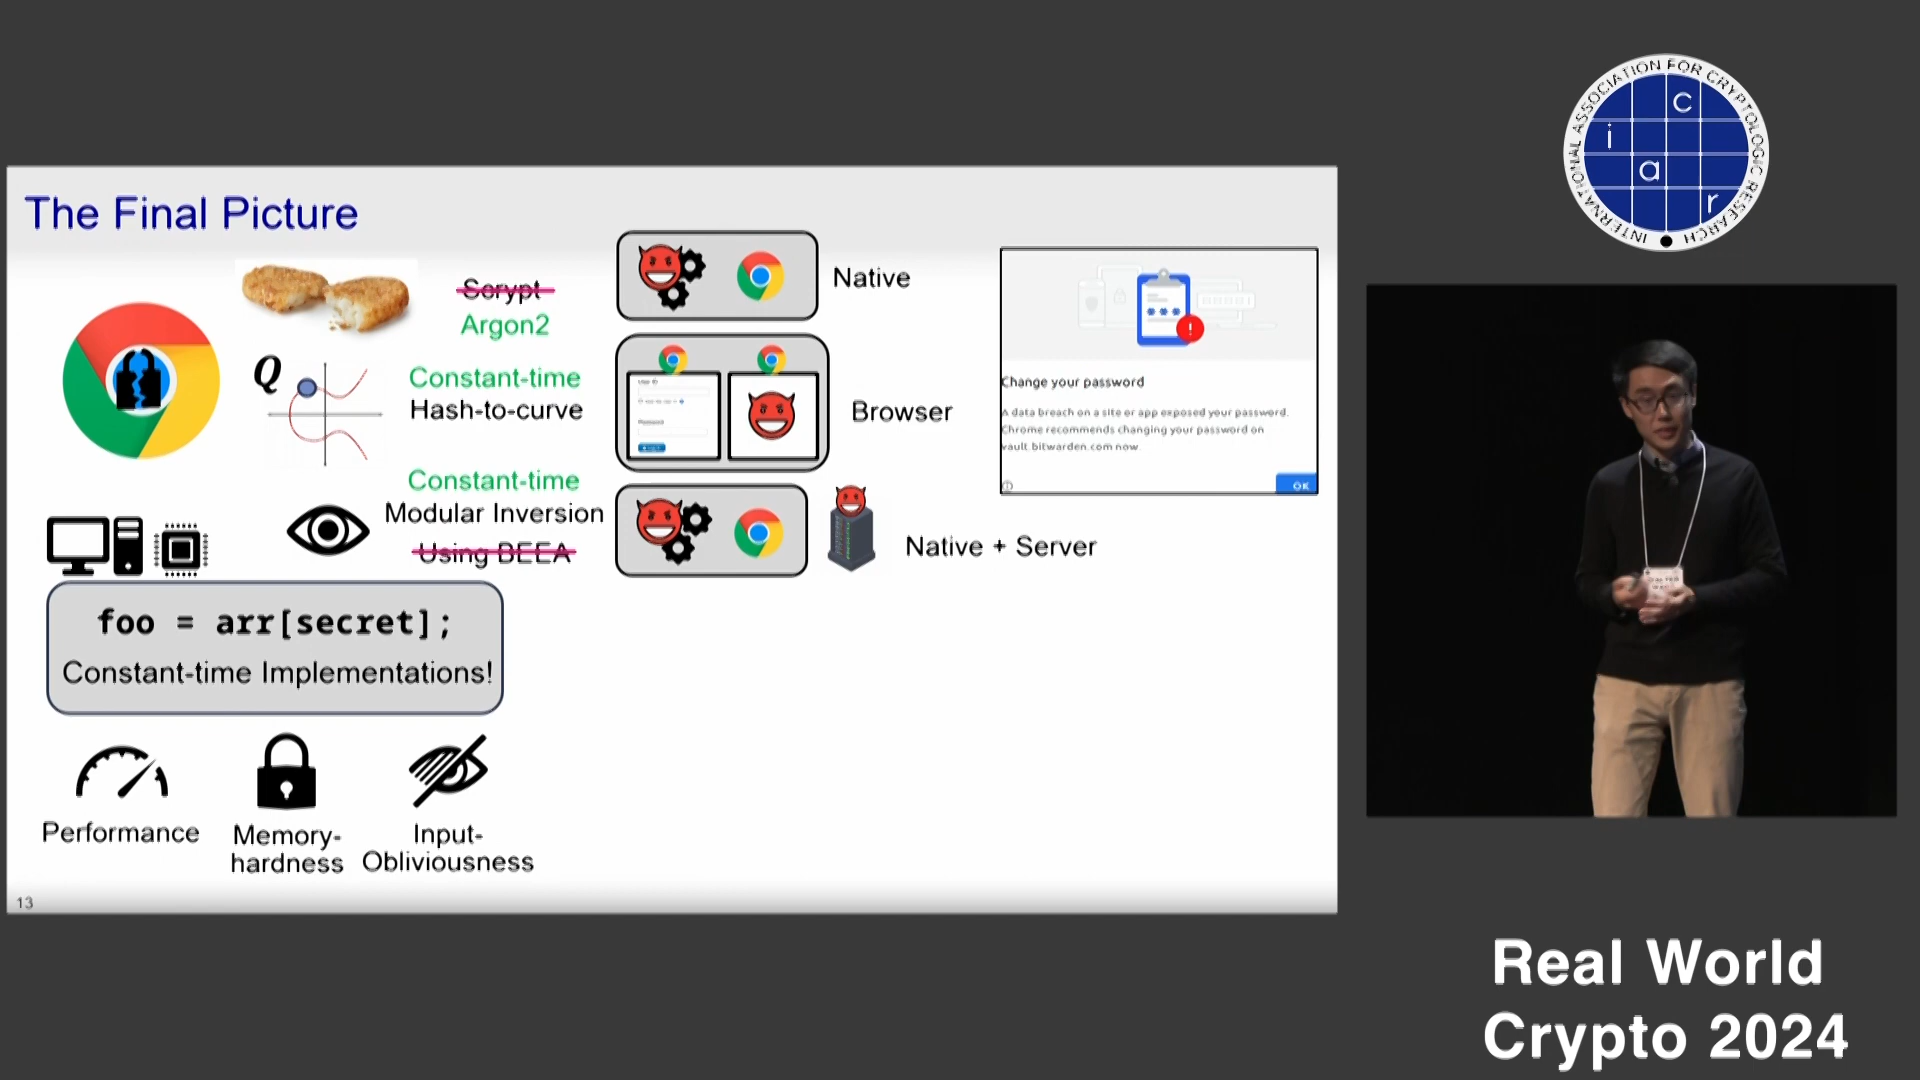 The Final Picture
Scrypt
Argon2
Q
Constant-time
Hash-to-curve
Constant-time
Modular Inversion
Using BEEA
Native
Browser
Native + Server
Change your password
A data breach on a site or app exposed your password.
Chrome recommends changing your password on
vault.bitwarden.com now.
OK
foo = arr[secret];
Constant-time Implementations!
Performance
Memory-
hardness
Input-
Obliviousness
13
INTERNATIONAL ASSOCIATION FOR CRYPTOLOGIC RESEARCH
i a c r
Real World
Crypto 2024